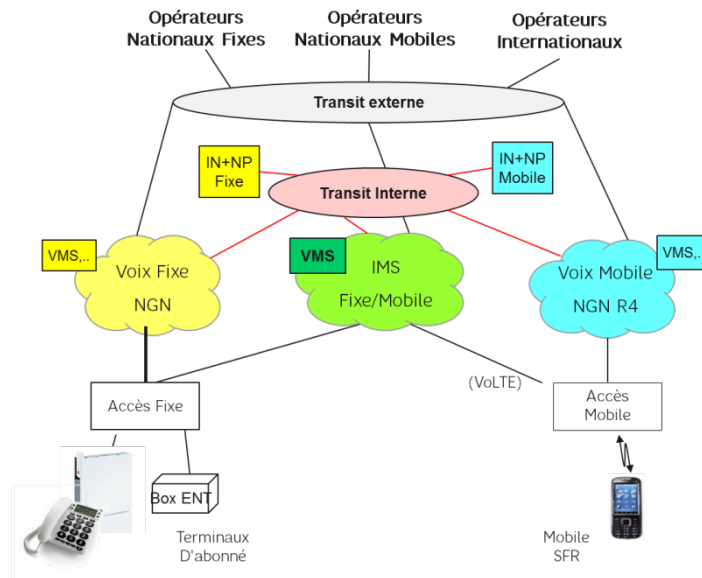 Opérateurs
Nationaux Fixes
Opérateurs
Nationaux Mobiles
Opérateurs
Internationaux
Transit externe
IN+NP
Fixe
Transit Interne
IN+NP
Mobile
VMS,..
Voix Fixe
NGN
VMS
IMS
Fixe/Mobile
VMS,..
Voix Mobile
NGN R4
(VoLTE)
Accès Fixe
Accès
Mobile
Box ENT
Terminaux
D'abonné
Mobile
SFR